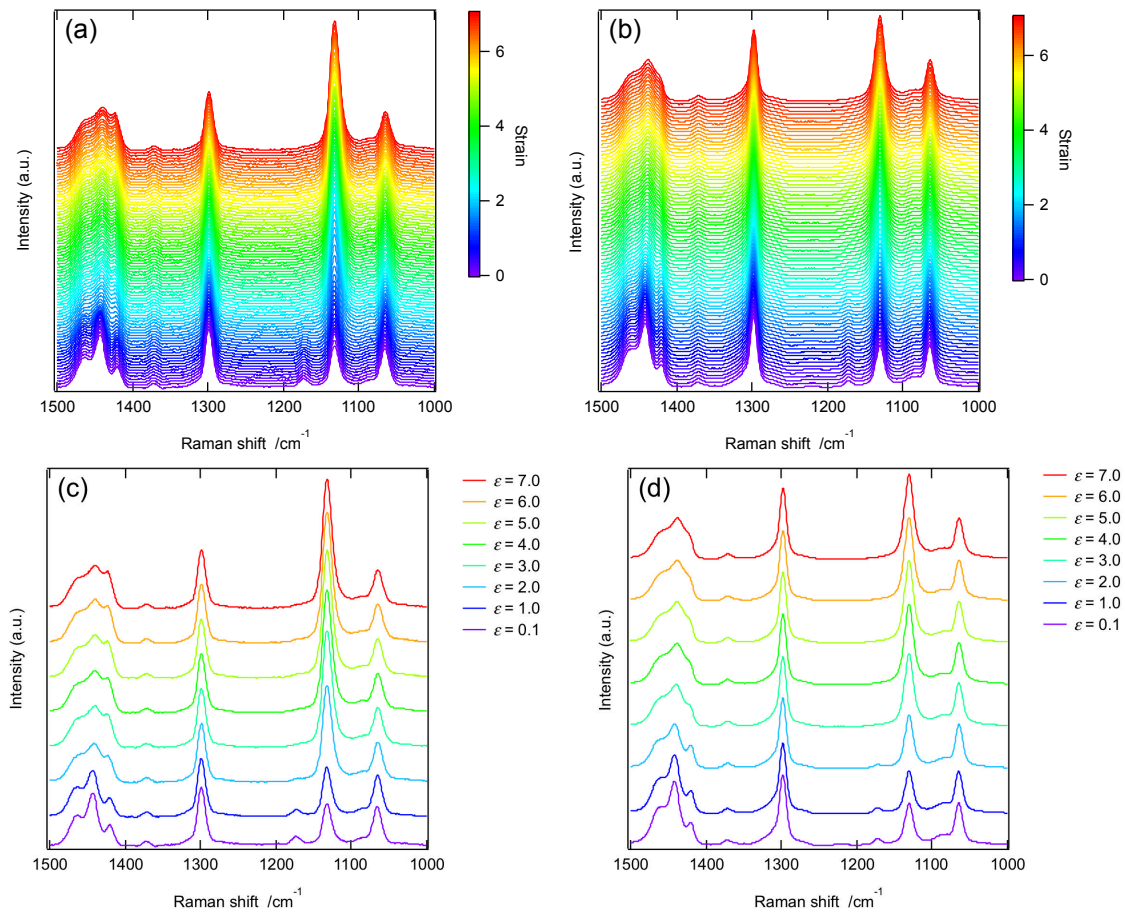 (a)
Intensity (a.u.)
1500 1400 1300 1200 1100 1000
Raman shift /cm⁻¹
6
4
2
0
Strain
(b)
Intensity (a.u.)
1500 1400 1300 1200 1100 1000
Raman shift /cm⁻¹
6
4
2
0
Strain
(c)
Intensity (a.u.)
1500 1400 1300 1200 1100 1000
Raman shift /cm⁻¹
ε = 7.0
ε = 6.0
ε = 5.0
ε = 4.0
ε = 3.0
ε = 2.0
ε = 1.0
ε = 0.1
(d)
Intensity (a.u.)
1500 1400 1300 1200 1100 1000
Raman shift /cm⁻¹
ε = 7.0
ε = 6.0
ε = 5.0
ε = 4.0
ε = 3.0
ε = 2.0
ε = 1.0
ε = 0.1